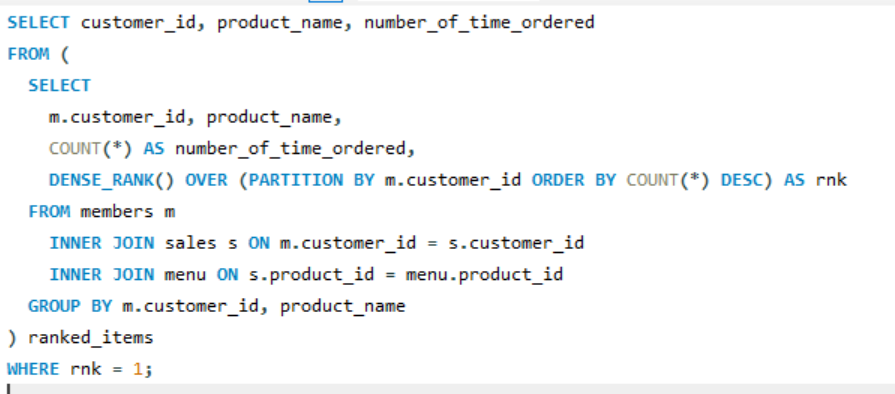 SELECT customer_id, product_name, number_of_time_ordered
FROM (
SELECT
m.customer_id, product_name,
COUNT(*) AS number_of_time_ordered,
DENSE_RANK() OVER (PARTITION BY m.customer_id ORDER BY COUNT(*) DESC) AS rnk
FROM members m
INNER JOIN sales s ON m.customer_id = s.customer_id
INNER JOIN menu ON s.product_id = menu.product_id
GROUP BY m.customer_id, product_name
) ranked_items
WHERE rnk = 1;